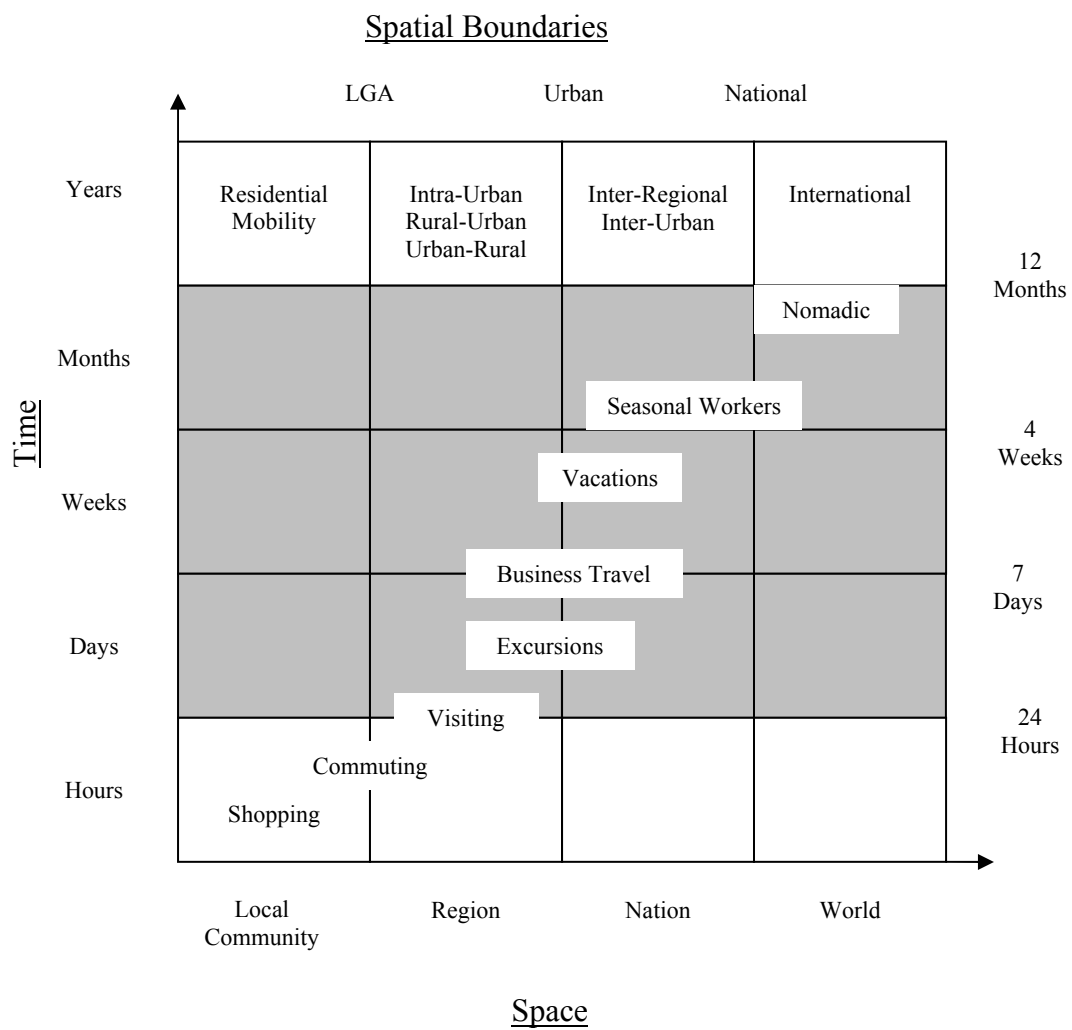 Spatial Boundaries
LGA Urban National
Years
Residential
Mobility
Intra-Urban
Rural-Urban
Urban-Rural
Inter-Regional
Inter-Urban
International
12
Months
Nomadic
Months
Seasonal Workers
Time
4
Weeks
Vacations
Weeks
Business Travel
7
Days
Excursions
Days
Visiting
24
Hours
Commuting
Hours
Shopping
Local
Community
Region
Nation
World
Space